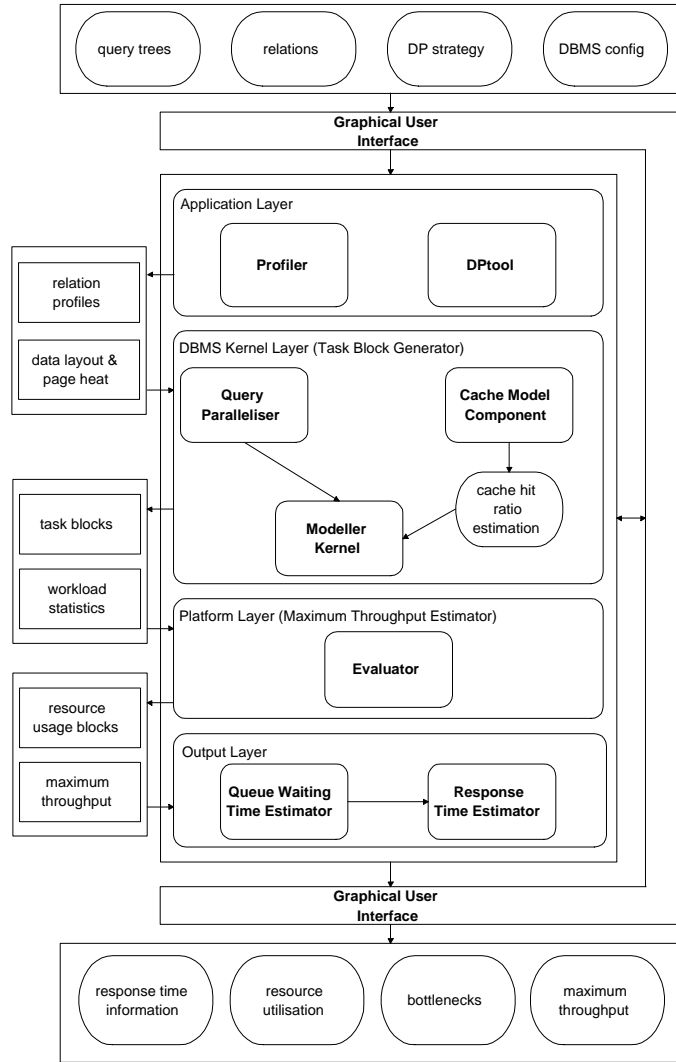 query trees
relations
DP strategy
DBMS config
Graphical User
Interface
Application Layer
Profiler
DPtool
relation
profiles
data layout &
page heat
DBMS Kernel Layer (Task Block Generator)
Query
Paralleliser
Cache Model
Component
cache hit
ratio
estimation
Modeller
Kernel
task blocks
workload
statistics
Platform Layer (Maximum Throughput Estimator)
Evaluator
resource
usage blocks
maximum
throughput
Output Layer
Queue Waiting
Time Estimator
Response
Time Estimator
Graphical User
Interface
response time
information
resource
utilisation
bottlenecks
maximum
throughput